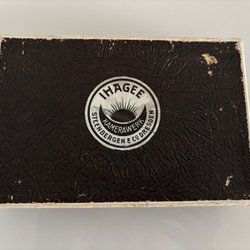 IHAGEE
KAMERAWERK
STEENBERGEN & CO. DRESDEN